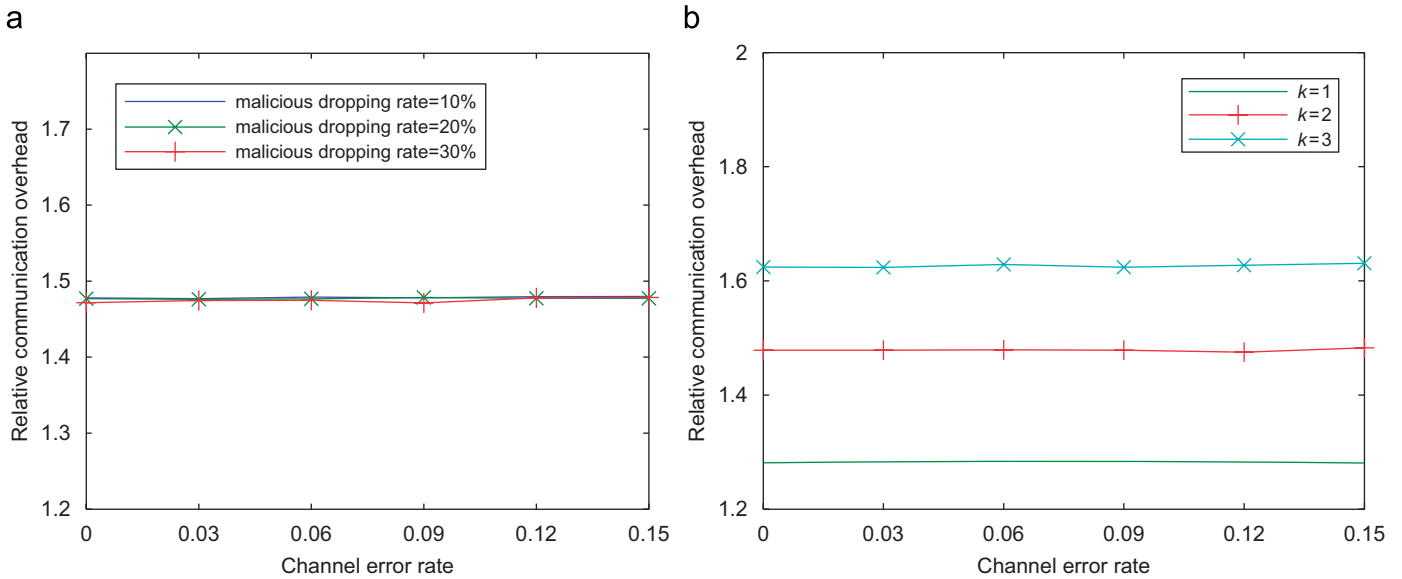 a
malicious dropping rate=10%
malicious dropping rate=20%
malicious dropping rate=30%
1.7
1.6
1.5
1.4
1.3
1.2
Relative communication overhead
0 0.03 0.06 0.09 0.12 0.15
Channel error rate
b
k=1
k=2
k=3
2
1.8
1.6
1.4
1.2
Relative communication overhead
0 0.03 0.06 0.09 0.12 0.15
Channel error rate